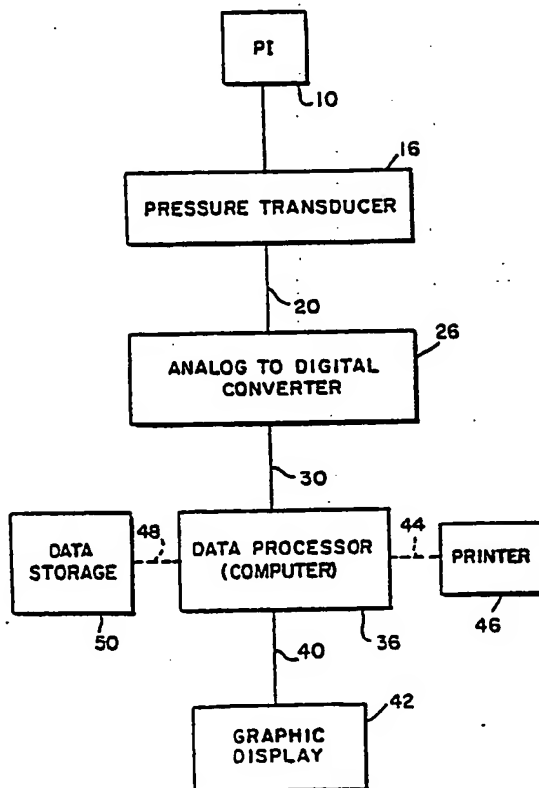 PI
10
16
PRESSURE TRANSDUCER
20
26
ANALOG TO DIGITAL
CONVERTER
30
DATA
STORAGE
48
DATA PROCESSOR
(COMPUTER)
44
PRINTER
50
36
46
40
42
GRAPHIC
DISPLAY